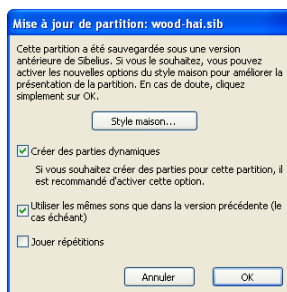 Mise à jour de partition: wood-hai.sib
Cette partition a été sauvegardée sous une version
antérieure de Sibelius. Si vous le souhaitez, vous pouvez
activer les nouvelles options du style maison pour améliorer la
présentation de la partition. En cas de doute, cliquez
simplement sur OK.
Style maison...
Créer des parties dynamiques
Si vous souhaitez créer des parties pour cette partition, il
est recommandé d'activer cette option.
Utiliser les mêmes sons que dans la version précédente (le
cas échéant)
Jouer répétitions
Annuler
OK